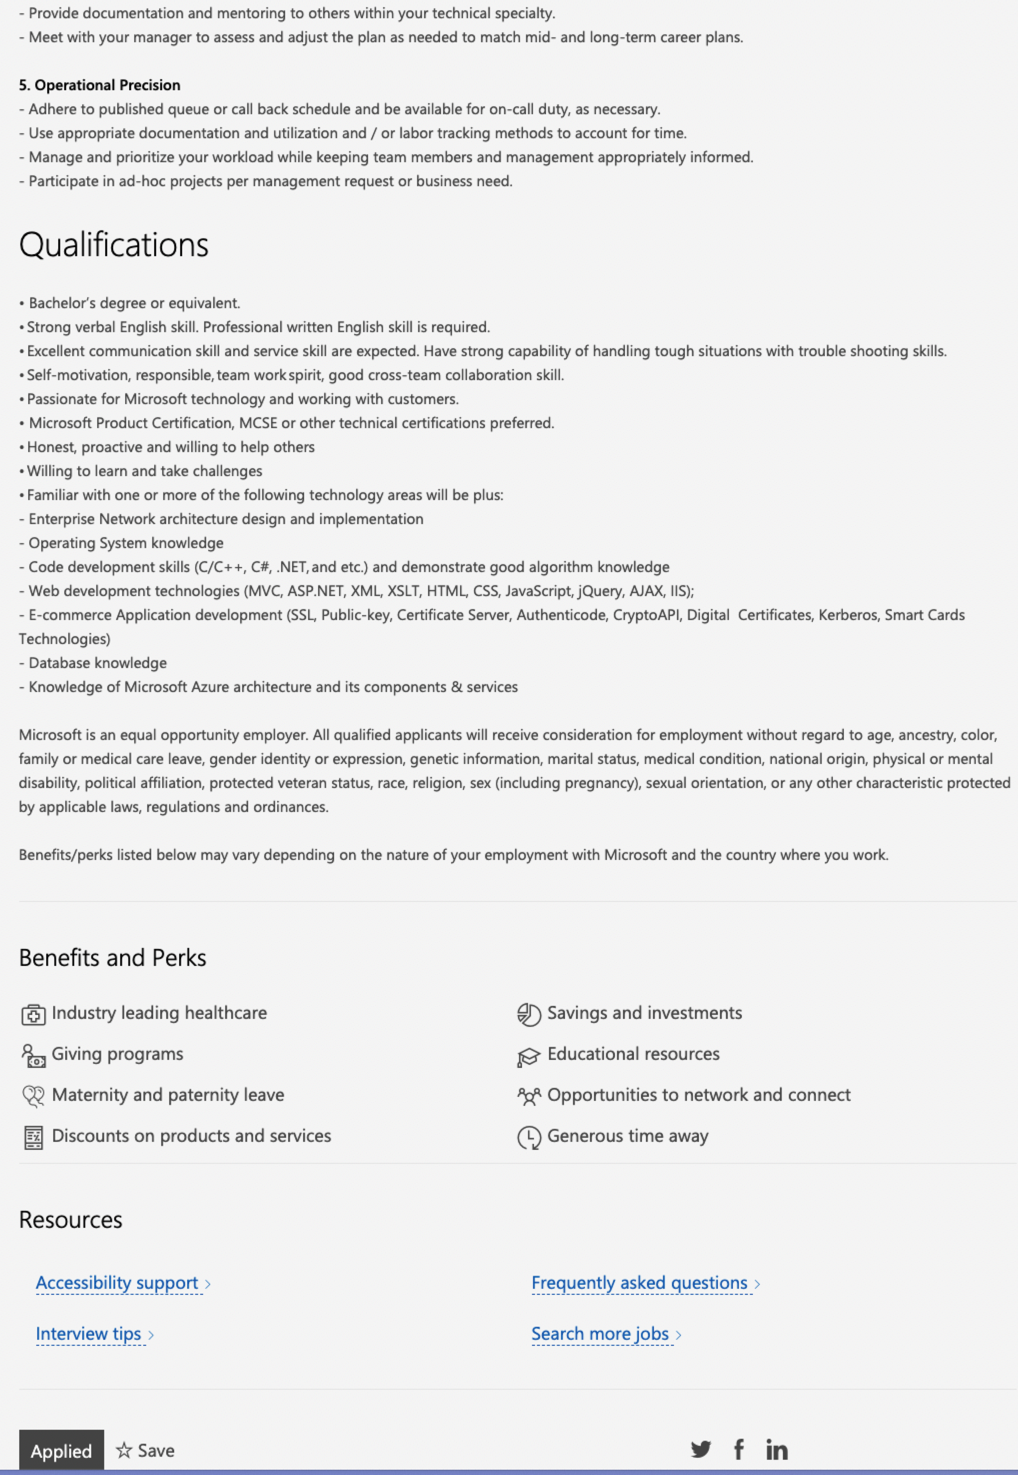 - Provide documentation and mentoring to others within your technical specialty.
- Meet with your manager to assess and adjust the plan as needed to match mid- and long-term career plans.
5. Operational Precision
- Adhere to published queue or call back schedule and be available for on-call duty, as necessary.
- Use appropriate documentation and utilization and / or labor tracking methods to account for time.
- Manage and prioritize your workload while keeping team members and management appropriately informed.
- Participate in ad-hoc projects per management request or business need.
Qualifications
• Bachelor's degree or equivalent.
• Strong verbal English skill. Professional written English skill is required.
• Excellent communication skill and service skill are expected. Have strong capability of handling tough situations with trouble shooting skills.
• Self-motivation, responsible, team work spirit, good cross-team collaboration skill.
• Passionate for Microsoft technology and working with customers.
• Microsoft Product Certification, MCSE or other technical certifications preferred.
• Honest, proactive and willing to help others
• Willing to learn and take challenges
• Familiar with one or more of the following technology areas will be plus:
- Enterprise Network architecture design and implementation
- Operating System knowledge
- Code development skills (C/C++, C#, .NET, and etc.) and demonstrate good algorithm knowledge
- Web development technologies (MVC, ASP.NET, XML, XSLT, HTML, CSS, JavaScript, jQuery, AJAX, IIS);
- E-commerce Application development (SSL, Public-key, Certificate Server, Authenticode, CryptoAPI, Digital Certificates, Kerberos, Smart Cards
Technologies)
- Database knowledge
- Knowledge of Microsoft Azure architecture and its components & services
Microsoft is an equal opportunity employer. All qualified applicants will receive consideration for employment without regard to age, ancestry, color,
family or medical care leave, gender identity or expression, genetic information, marital status, medical condition, national origin, physical or mental
disability, political affiliation, protected veteran status, race, religion, sex (including pregnancy), sexual orientation, or any other characteristic protected
by applicable laws, regulations and ordinances.
Benefits/perks listed below may vary depending on the nature of your employment with Microsoft and the country where you work.
Benefits and Perks
Industry leading healthcare
Savings and investments
Giving programs
Educational resources
Maternity and paternity leave
Opportunities to network and connect
Discounts on products and services
Generous time away
Resources
Accessibility support >
Frequently asked questions >
Interview tips >
Search more jobs >
Applied
Save